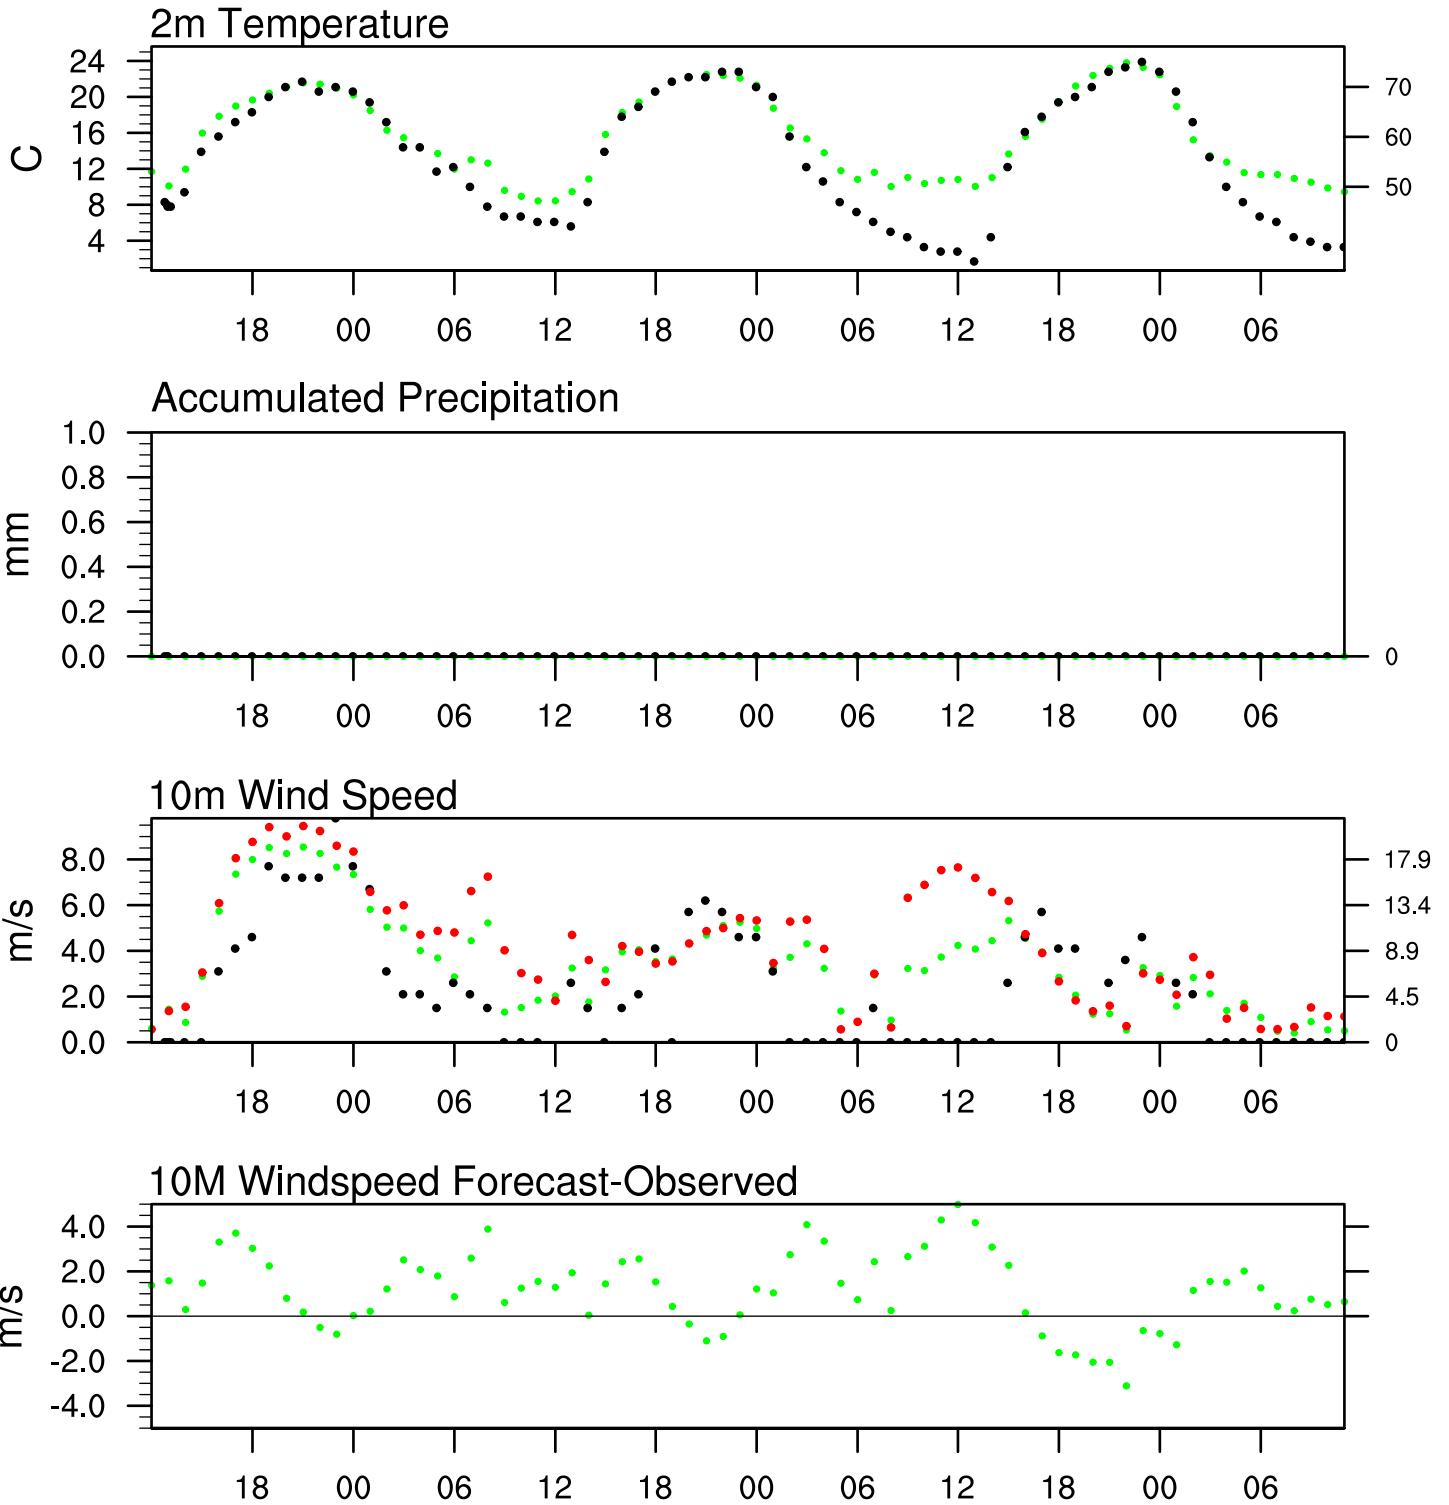 2m Temperature
24
20
16
12
8
4
C
70
60
50
18 00 06 12 18 00 06 12 18 00 06
Accumulated Precipitation
1.0
0.8
0.6
0.4
0.2
0.0
mm
0
18 00 06 12 18 00 06 12 18 00 06
10m Wind Speed
8.0
6.0
4.0
2.0
0.0
m/s
17.9
13.4
8.9
4.5
0
18 00 06 12 18 00 06 12 18 00 06
10M Windspeed Forecast-Observed
4.0
2.0
0.0
-2.0
-4.0
m/s
18 00 06 12 18 00 06 12 18 00 06